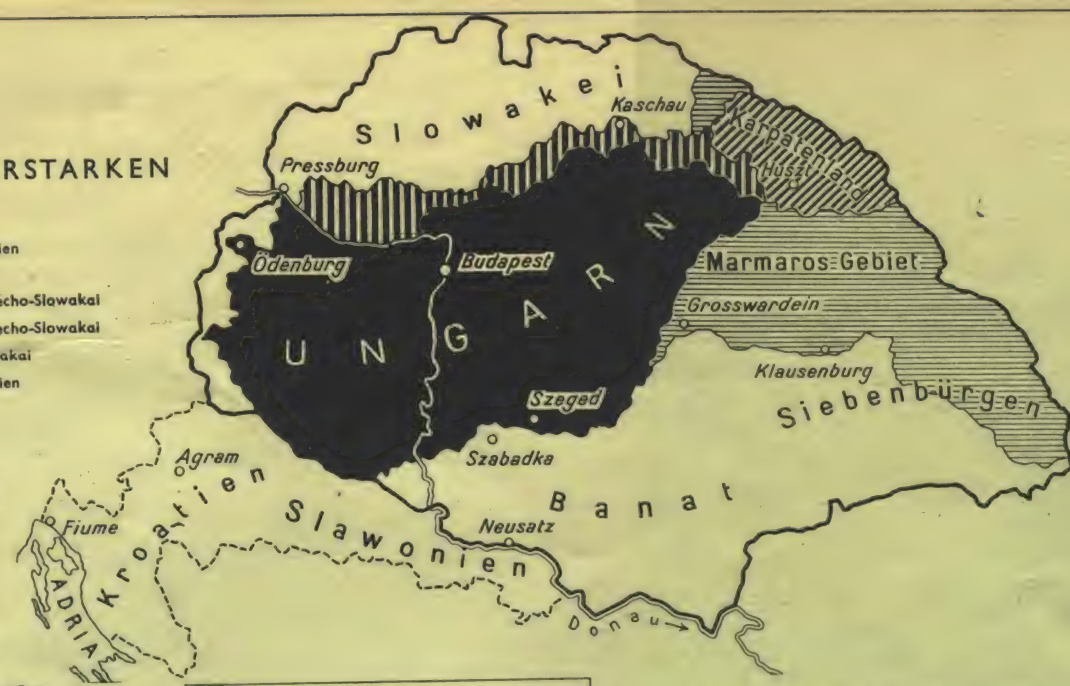 RSTARKEN
ien
cho-Slowakai
cho-Slowakai
akai
ien
Slowakei
Kaschau
Karpatenland
Huszt
Pressburg
Ödenburg
Budapest
UNGARN
Marmaros-Gebiet
Grosswardein
Klausenburg
Siebenbürgen
Szeged
Szabadka
Agram
Banat
Fiume
Kroatien
Slawonien
Neusatz
ADRIA
Donau